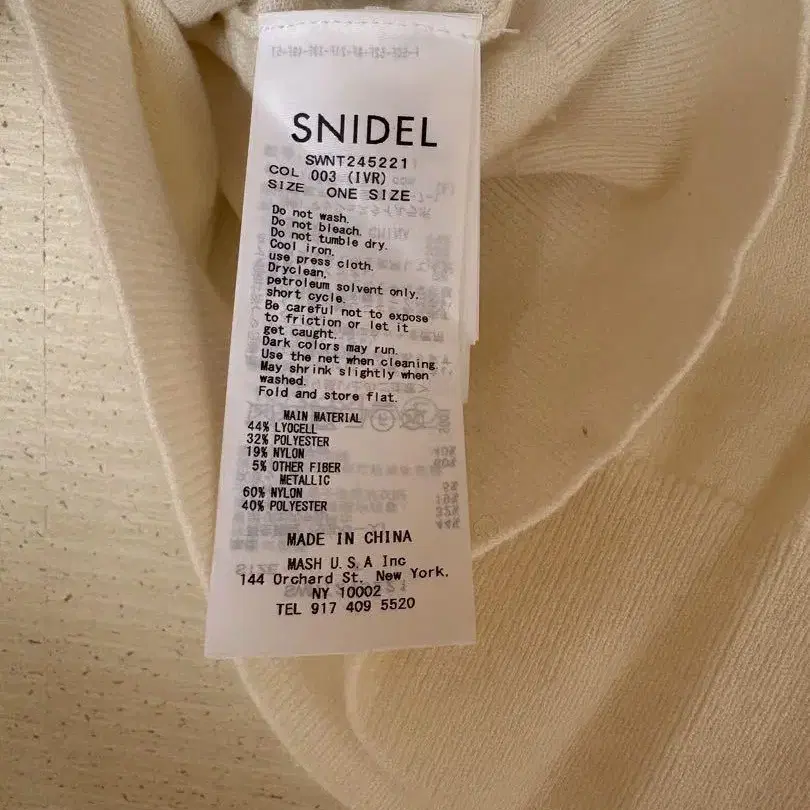 SNIDEL
SWNT245221
COL 003 (IVR)
SIZE ONE SIZE
Do not wash.
Do not bleach.
Do not tumble dry.
Cool iron.
use press cloth.
Dryclean,
petroleum solvent only,
short cycle.
Be careful not to expose
to friction or let it
get caught.
Dark colors may run.
Use the net when cleaning
May shrink slightly when
washed.
Fold and store flat.
MAIN MATERIAL
44% LYOCELL
32% POLYESTER
19% NYLON
5% OTHER FIBER
METALLIC
60% NYLON
40% POLYESTER
MADE IN CHINA
MASH U.S.A Inc
144 Orchard St. New York.
NY 10002
TEL 917 409 5520